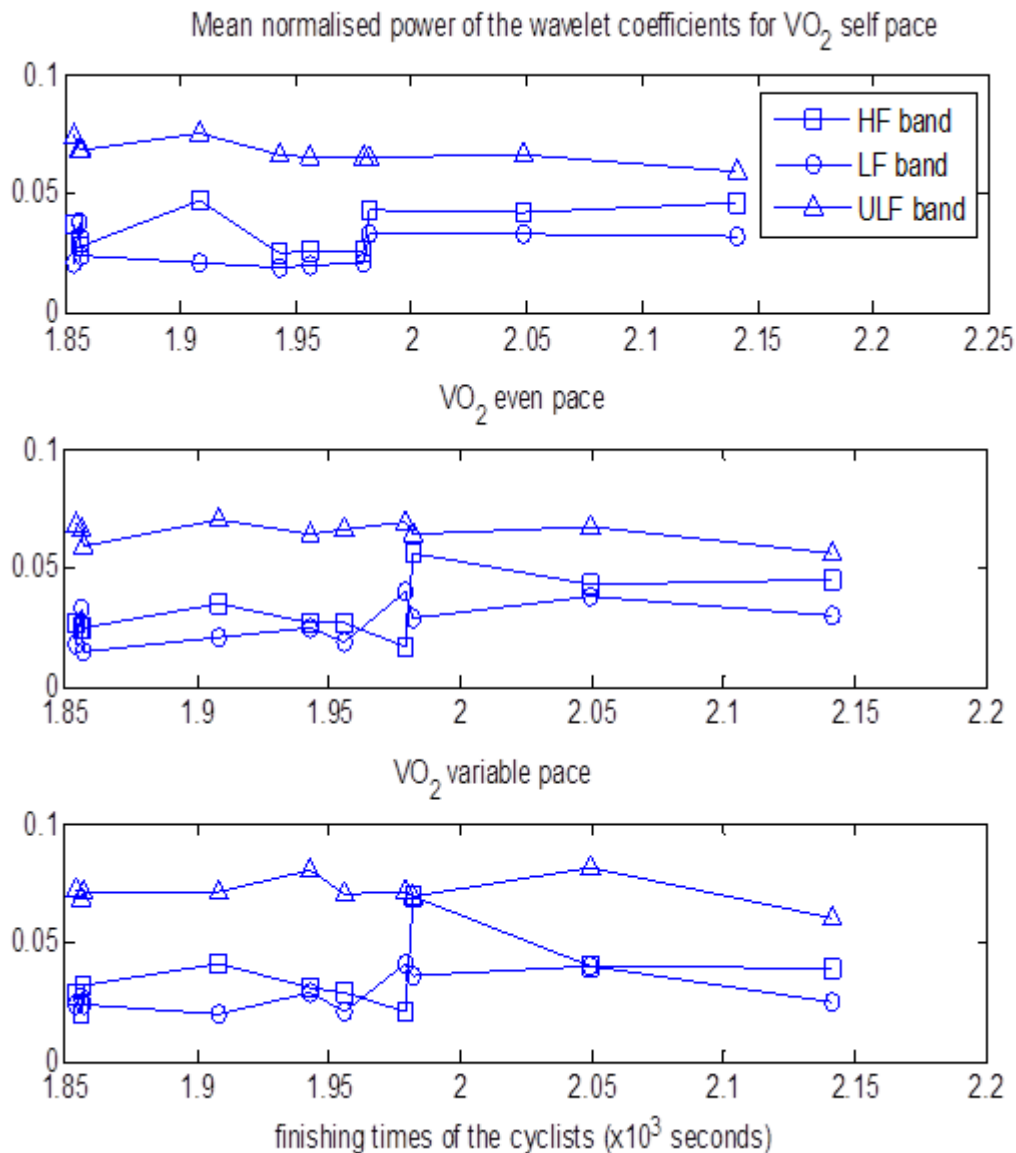 Mean normalised power of the wavelet coefficients for VO2 self pace
0.1
0.05
0
HF band
LF band
ULF band
1.85 1.9 1.95 2 2.05 2.1 2.15 2.2 2.25
VO2 even pace
0.1
0.05
0
1.85 1.9 1.95 2 2.05 2.1 2.15 2.2
VO2 variable pace
0.1
0.05
0
1.85 1.9 1.95 2 2.05 2.1 2.15 2.2
finishing times of the cyclists (x10³ seconds)